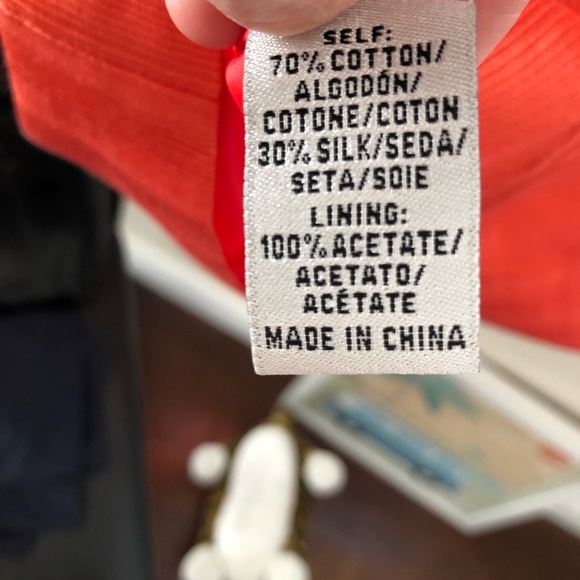 SELF:
70% COTTON/
ALGODÓN/
COTONE/COTON
30% SILK/SEDA/
SETA/SOIE
LINING:
100% ACETATE/
ACETATO/
ACÉTATE
MADE IN CHINA